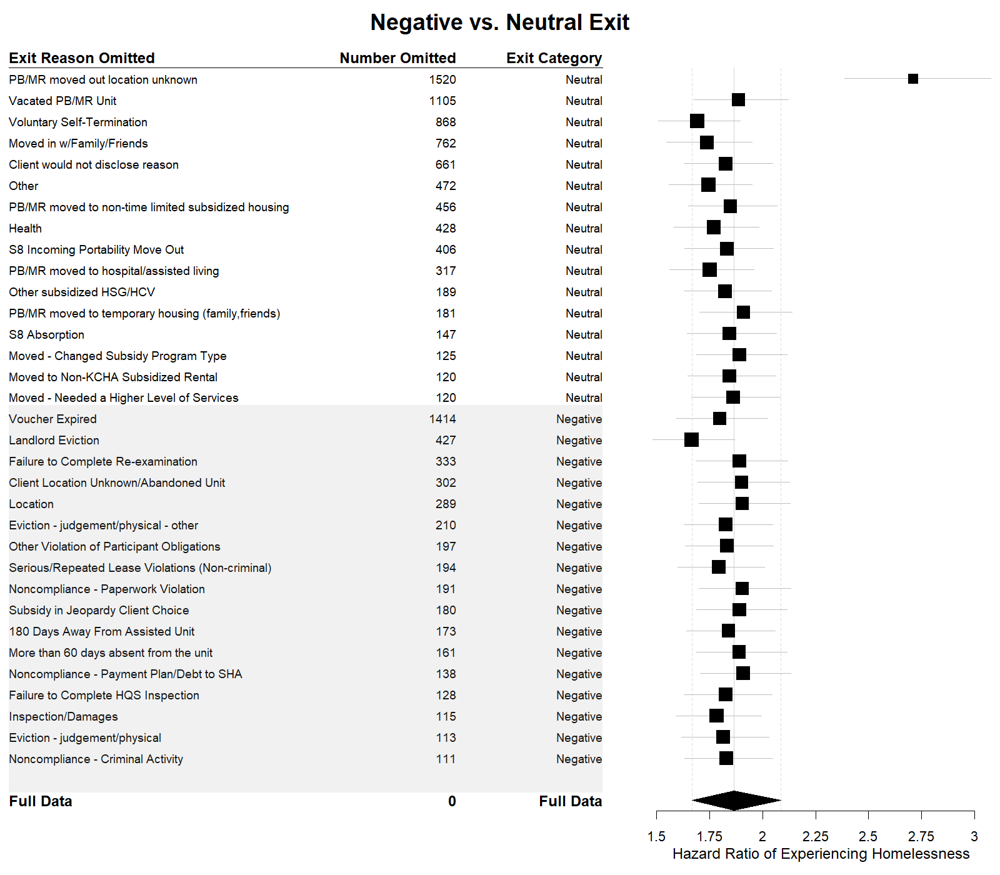 Negative vs. Neutral Exit
Exit Reason Omitted Number Omitted Exit Category
PB/MR moved out location unknown 1520 Neutral
Vacated PB/MR Unit 1105 Neutral
Voluntary Self-Termination 868 Neutral
Moved in w/Family/Friends 762 Neutral
Client would not disclose reason 661 Neutral
Other 472 Neutral
PB/MR moved to non-time limited subsidized housing 456 Neutral
Health 428 Neutral
S8 Incoming Portability Move Out 406 Neutral
PB/MR moved to hospital/assisted living 317 Neutral
Other subsidized HSG/HCV 189 Neutral
PB/MR moved to temporary housing (family,friends) 181 Neutral
S8 Absorption 147 Neutral
Moved - Changed Subsidy Program Type 125 Neutral
Moved to Non-KCHA Subsidized Rental 120 Neutral
Moved - Needed a Higher Level of Services 120 Neutral
Voucher Expired 1414 Negative
Landlord Eviction 427 Negative
Failure to Complete Re-examination 333 Negative
Client Location Unknown/Abandoned Unit 302 Negative
Location 289 Negative
Eviction - judgement/physical - other 210 Negative
Other Violation of Participant Obligations 197 Negative
Serious/Repeated Lease Violations (Non-criminal) 194 Negative
Noncompliance - Paperwork Violation 191 Negative
Subsidy in Jeopardy Client Choice 180 Negative
180 Days Away From Assisted Unit 173 Negative
More than 60 days absent from the unit 161 Negative
Noncompliance - Payment Plan/Debt to SHA 138 Negative
Failure to Complete HQS Inspection 128 Negative
Inspection/Damages 115 Negative
Eviction - judgement/physical 113 Negative
Noncompliance - Criminal Activity 111 Negative
Full Data 0 Full Data
1.5 1.75 2 2.25 2.5 2.75 3
Hazard Ratio of Experiencing Homelessness